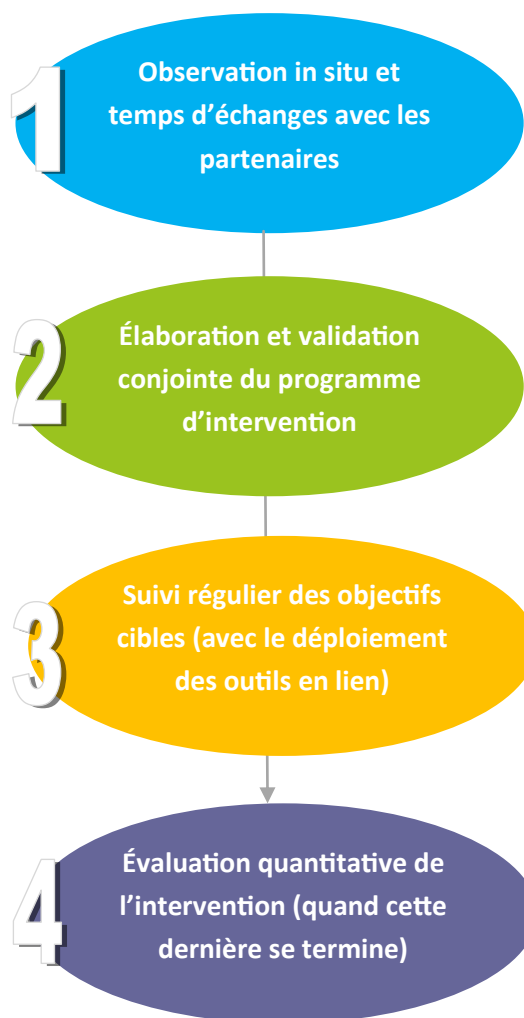 1
Observation in situ et
temps d’échanges avec les
partenaires
2
Élaboration et validation
conjointe du programme
d’intervention
3
Suivi régulier des objectifs
cibles (avec le déploiement
des outils en lien)
4
Évaluation quantitative de
l’intervention (quand cette
dernière se termine)